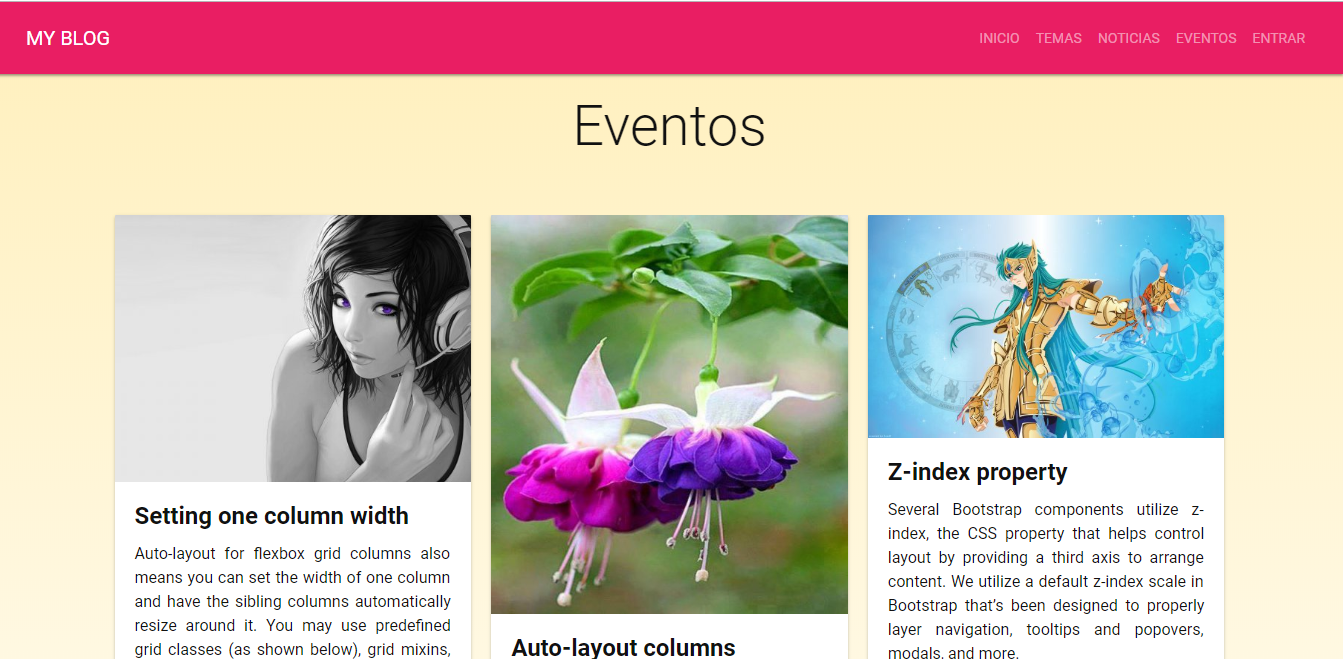 MY BLOG
INICIO TEMAS NOTICIAS EVENTOS ENTRAR
Eventos
Setting one column width
Auto-layout for flexbox grid columns also
means you can set the width of one column
and have the sibling columns automatically
resize around it. You may use predefined
grid classes (as shown below), grid mixins,
Auto-layout columns
Z-index property
Several Bootstrap components utilize z-
index, the CSS property that helps control
layout by providing a third axis to arrange
content. We utilize a default z-index scale in
Bootstrap that's been designed to properly
layer navigation, tooltips and popovers,
modals, and more.